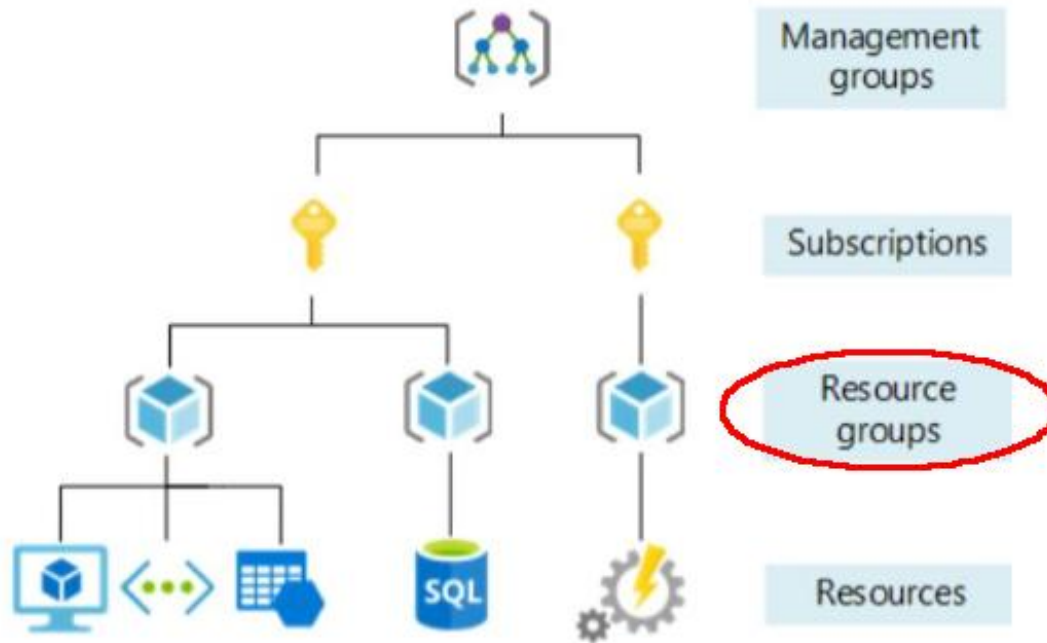 Management
groups
Subscriptions
Resource
groups
SQL
Resources